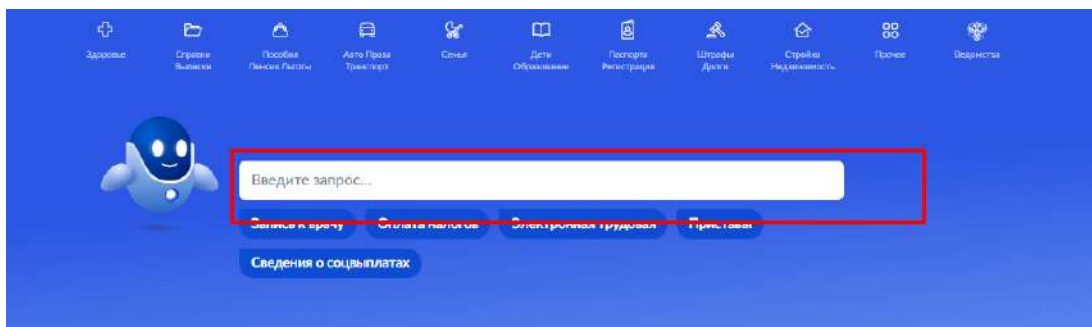 Здоровье
Справки
Выписки
Пособия
Пенсия Льготы
Авто Права
Транспорт
Семья
Дети
Образование
Паспорта
Регистрация
Штрафы
Долги
Стройка
Недвижимость
Прочее
Ведомства
Введите запрос...
Запись к врачу Оплата налогов Электронная трудовая Приставы
Сведения о соцвыплатах